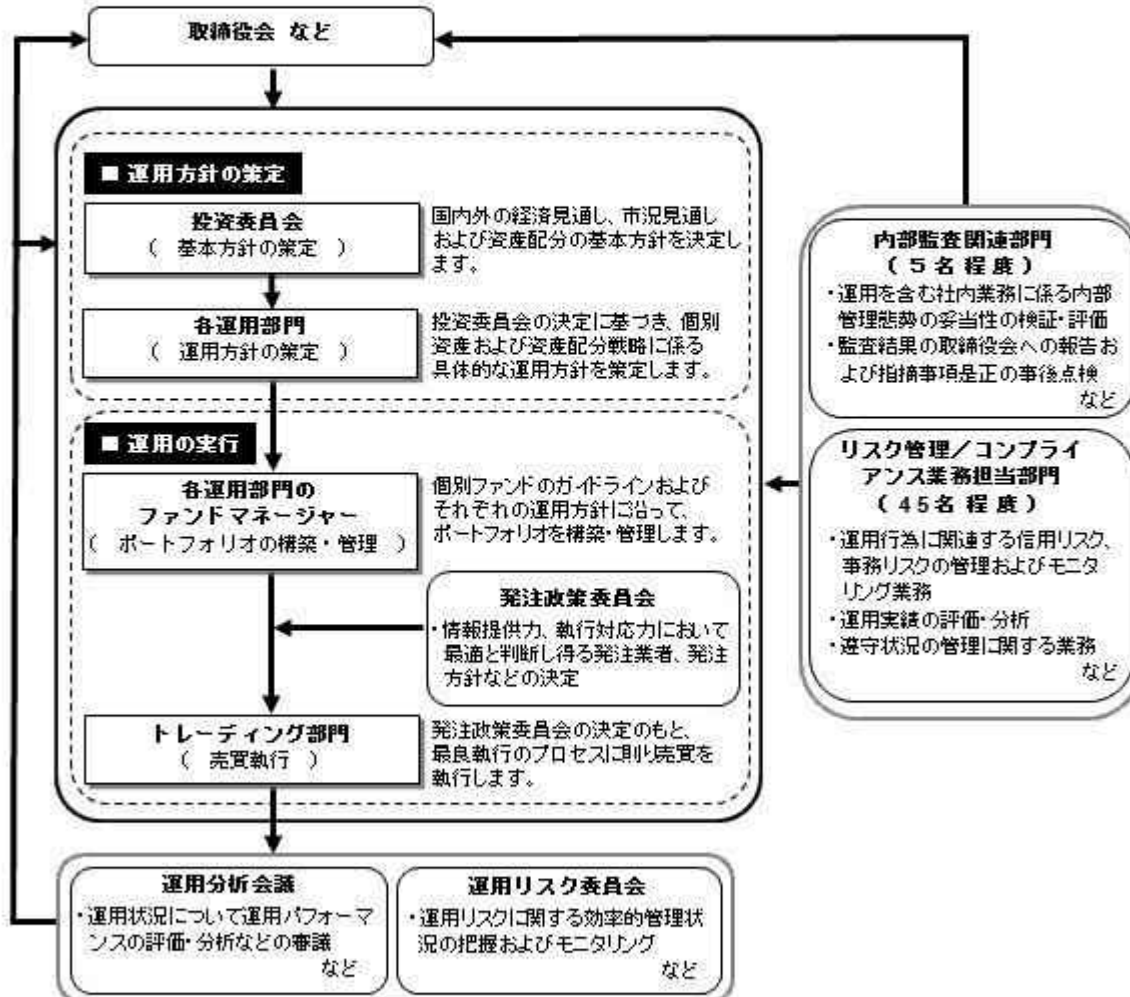 取締役会 など
■ 運用方針の策定
投資委員会
( 基本方針の策定 )
国内外の経済見通し、市況見通し
および資産配分の基本方針を決定し
ます。
各運用部門
( 運用方針の策定 )
投資委員会の決定に基づき、個別
資産および資産配分戦略に係る
具体的な運用方針を策定します。
■ 運用の実行
各運用部門の
ファンドマネージャー
( ポートフォリオの構築・管理 )
個別ファンドのガイドラインおよび
それぞれの運用方針に沿って、
ポートフォリオを構築・管理します。
発注政策委員会
・情報提供力、執行対応力において
最適と判断し得る発注業者、発注
方針などの決定
トレーディング部門
( 売買執行 )
発注政策委員会の決定のもと、
最良執行のプロセスに則り売買を
執行します。
内部監査関連部門
( 5名程度 )
・運用を含む社内業務に係る内部
管理態勢の妥当性の検証・評価
・監査結果の取締役会への報告お
よび指摘事項是正の事後点検
など
リスク管理/コンプライ
アンス業務担当部門
( 45名程度 )
・運用行為に関連する信用リスク、
事務リスクの管理およびモニタ
リング業務
・運用実績の評価・分析
・遵守状況の管理に関する業務
など
運用分析会議
・運用状況について運用パフォーマ
ンスの評価・分析などの審議
など
運用リスク委員会
・運用リスクに関する効率的管理状
況の把握およびモニタリング
など